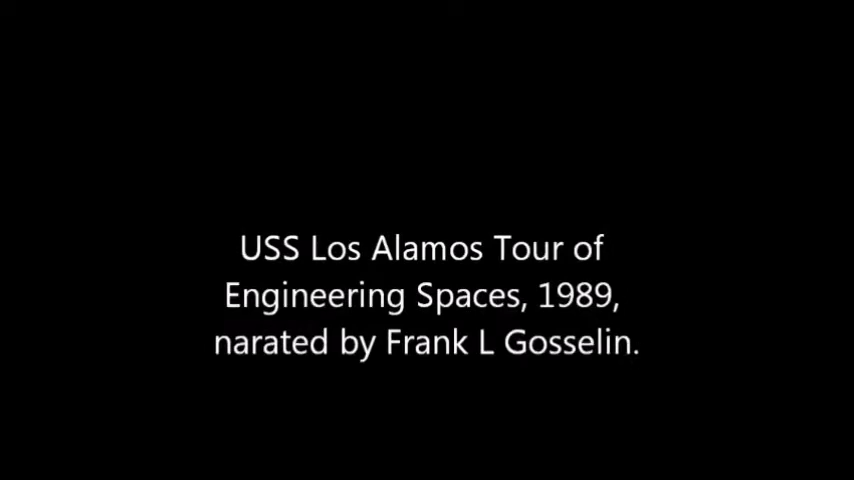 USS Los Alamos Tour of
Engineering Spaces, 1989,
narated by Frank L Gosselin.